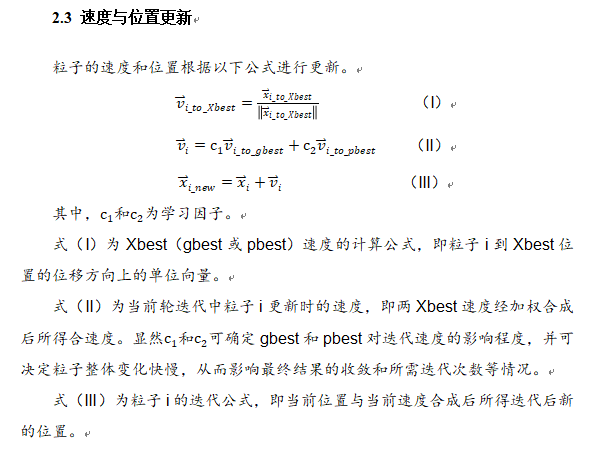 2.3 速度与位置更新
粒子的速度和位置根据以下公式进行更新。
$\vec{v}_{i\_to\_Xbest} = \frac{\vec{x}_{i\_to\_Xbest}}{\|\vec{x}_{i\_to\_Xbest}\|}$ （I）
$\vec{v}_i = c_1\vec{v}_{i\_to\_gbest} + c_2\vec{v}_{i\_to\_pbest}$ （II）
$\vec{x}_{i\_new} = \vec{x}_i + \vec{v}_i$ （III）
其中，$c_1$和$c_2$为学习因子。
式（I）为 Xbest（gbest 或 pbest）速度的计算公式，即粒子 i 到 Xbest 位
置的位移方向上的单位向量。
式（II）为当前轮迭代中粒子 i 更新时的速度，即两 Xbest 速度经加权合成
后所得合速度。显然$c_1$和$c_2$可确定 gbest 和 pbest 对迭代速度的影响程度，并可
决定粒子整体变化快慢，从而影响最终结果的收敛和所需迭代次数等情况。
式（III）为粒子 i 的迭代公式，即当前位置与当前速度合成后所得迭代后新
的位置。